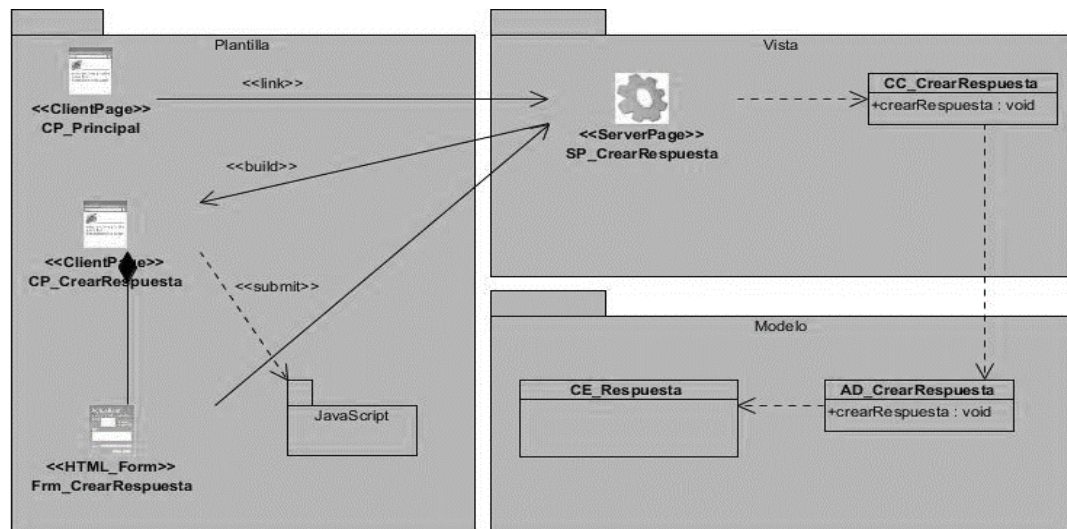 Plantilla
<<ClientPage>>
CP_Principal
<<link>>
<<build>>
<<ClientPage>>
CP_CrearRespuesta
<<submit>>
JavaScript
<<HTML_Form>>
Frm_CrearRespuesta
Vista
<<ServerPage>>
SP_CrearRespuesta
CC_CrearRespuesta
+crearRespuesta : void
Modelo
CE_Respuesta
AD_CrearRespuesta
+crearRespuesta : void